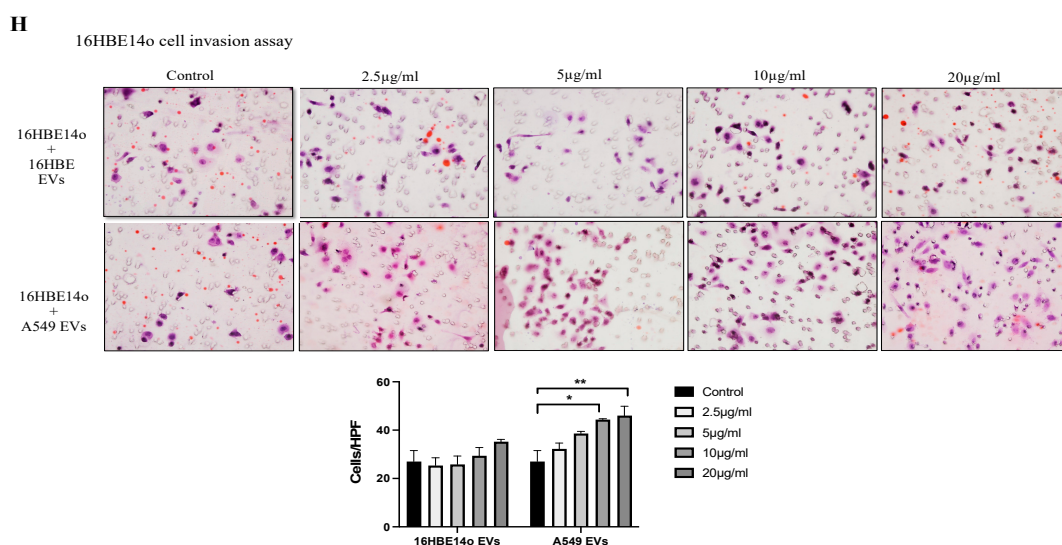 H
16HBE14o cell invasion assay
Control 2.5µg/ml 5µg/ml 10µg/ml 20µg/ml
16HBE14o
+
16HBE
EVs
16HBE14o
+
A549 EVs
Cells/HPF
60
40
20
0
*
**
16HBE14o EVs A549 EVs
Control
2.5µg/ml
5µg/ml
10µg/ml
20µg/ml